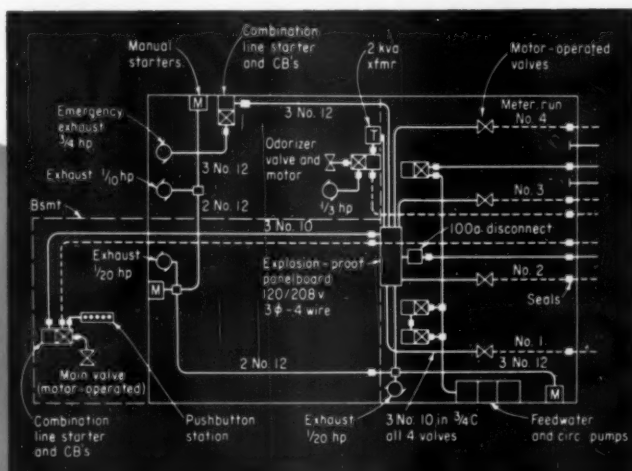 Manual
starters
Combination
line starter
and CB's
2 kva
xfmr
Motor-operated
valves
3 No. 12
Meter run
No. 4
Emergency
exhaust
3/4 hp
M
T
Odorizer
valve and
motor
3 No. 12
Exhaust 1/10 hp
2 No. 12
1/3 hp
No. 3
Bsmt
3 No. 10
100a disconnect
Exhaust
1/20 hp
Explosion-proof
panelboard
120/208 v
3ϕ-4 wire
No. 2
M
Seals
2 No. 12
No. 1
3 No. 12
Main valve
(motor-operated)
M
Combination
line starter
and CB's
Pushbutton
station
Exhaust
1/20 hp
3 No. 10 in 3/4C
all 4 valves
Feedwater
and circ. pumps